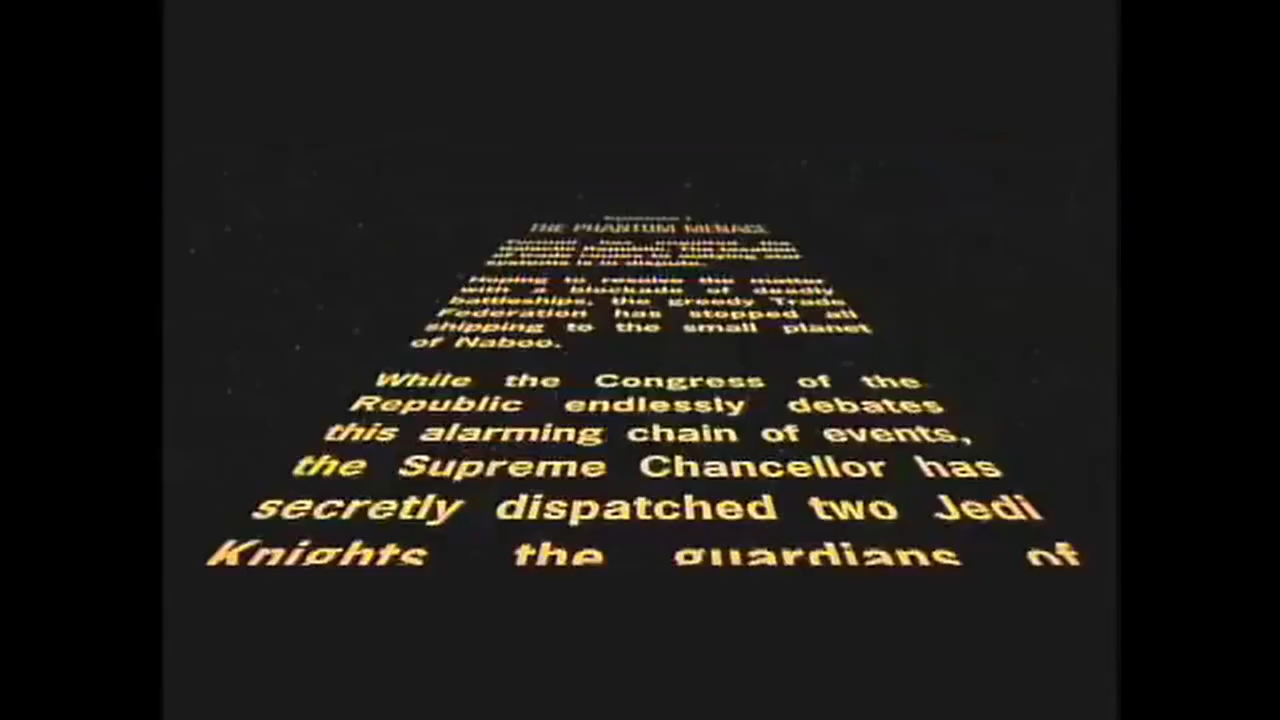 Episode I
THE PHANTOM MENACE
Hoping to resolve the matter
with a blockade of deadly
battleships, the greedy Trade
Federation has stopped all
shipping to the small planet
of Naboo.
While the Congress of the
Republic endlessly debates
this alarming chain of events,
the Supreme Chancellor has
secretly dispatched two Jedi
Knights the guardians of